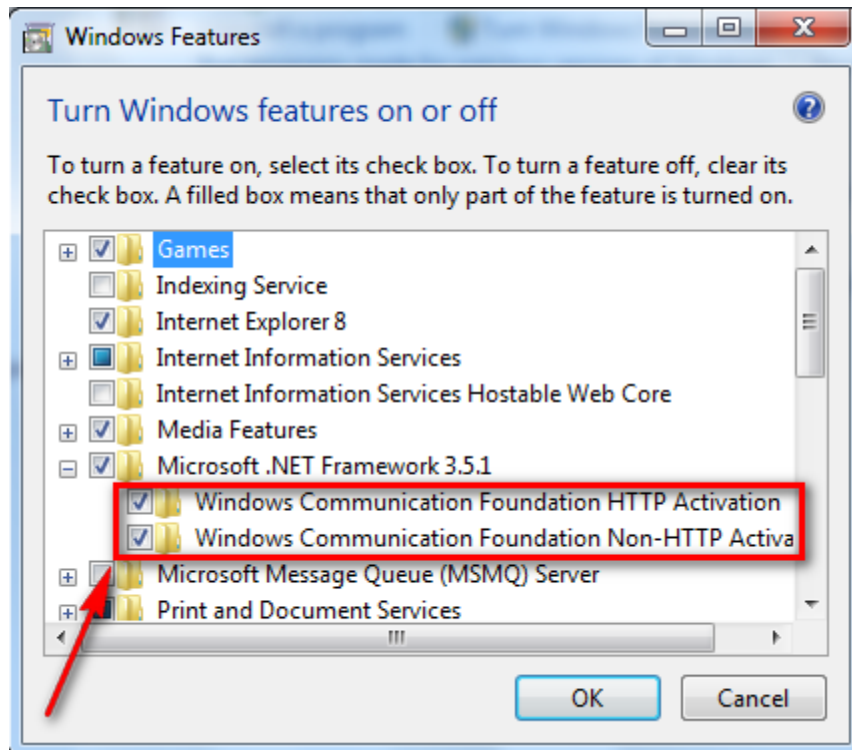 Windows Features
Turn Windows features on or off
To turn a feature on, select its check box. To turn a feature off, clear its
check box. A filled box means that only part of the feature is turned on.
Games
Indexing Service
Internet Explorer 8
Internet Information Services
Internet Information Services Hostable Web Core
Media Features
Microsoft .NET Framework 3.5.1
Windows Communication Foundation HTTP Activation
Windows Communication Foundation Non-HTTP Activa
Microsoft Message Queue (MSMQ) Server
Print and Document Services
OK
Cancel